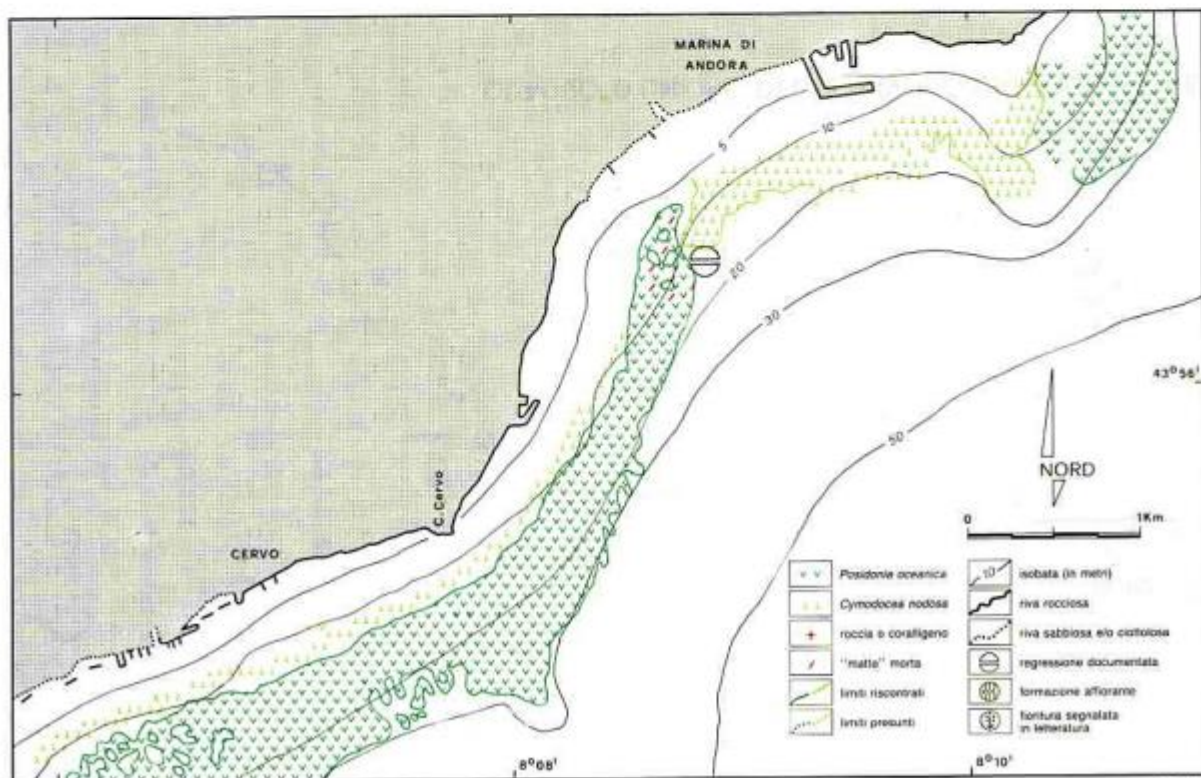 MARINA DI
ANDORA
5
10
20
30
50
43° 56'
C. Cervo
CERVO
NORD
0 1Km
Posidonia oceanica
Cymodocea nodosa
roccia o coralligeno
"matte" morta
limiti riscontrati
limiti presunti
10 isobata (in metri)
riva rocciosa
riva sabbiosa e/o ciottolosa
regressione documentata
formazione affiorante
fioritura segnalata
in letteratura
8° 08'
8° 10'